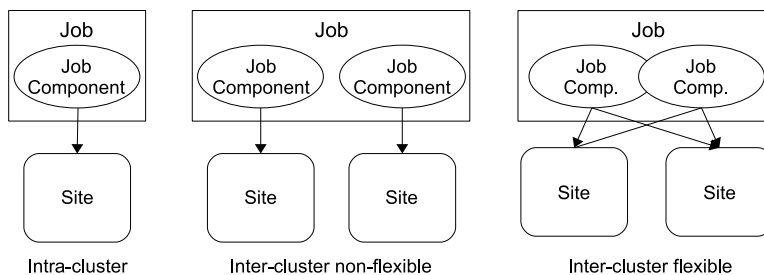 Job
Job
Component
Site
Intra-cluster
Job
Job
Component
Job
Component
Site
Site
Inter-cluster non-flexible
Job
Job
Comp.
Job
Comp.
Site
Site
Inter-cluster flexible